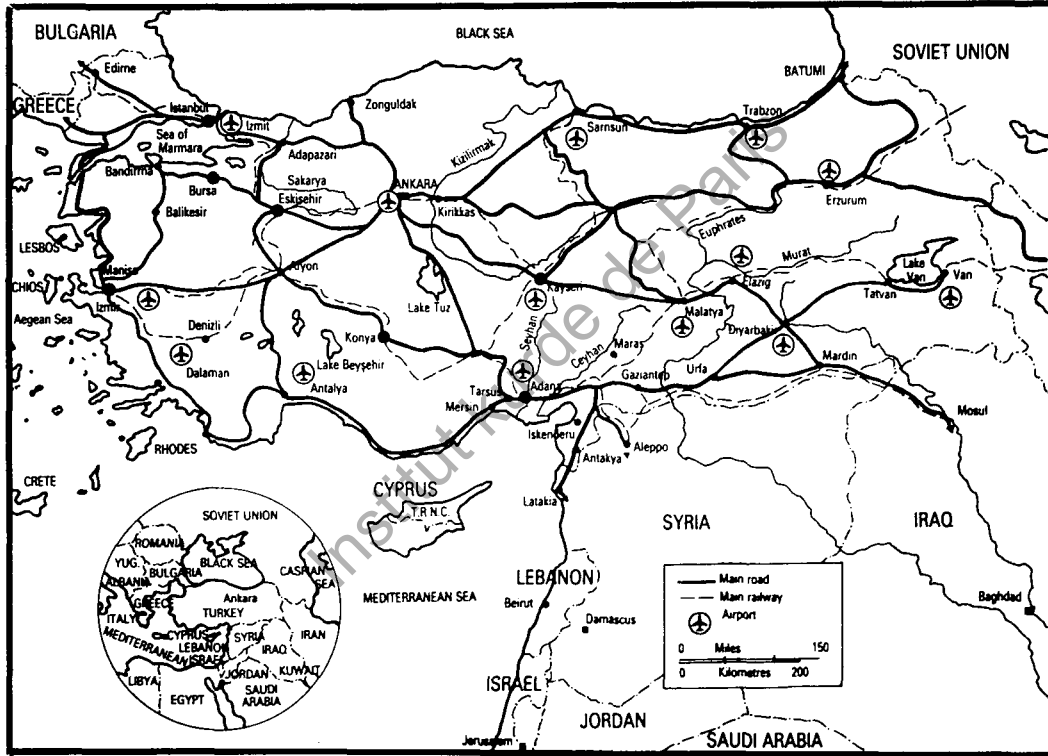 BULGARIA
BLACK SEA
SOVIET UNION
Edirne
BATUMI
GREECE
Istanbul
Zonguldak
Trabzon
Izmit
Samsun
Sea of
Marmara
Adapazari
Kizilirmak
Bandirma
Bursa
Sakarya
ANKARA
Eskisehir
Kirikkas
Erzurum
Balikesir
Euphrates
LESBOS
Murat
Manisa
Afyon
Lake
Van
Van
CHIOS
Kayseri
Elazig
Tatvan
Izmir
Lake Tuz
Malatya
Aegean Sea
Denizli
Konya
Seyhan
Diyarbakir
Ceyhan
Maras
Mardin
Dalaman
Lake Beyşehir
Gaziantep
Urfa
Antalya
Tarsus
Adana
Mersin
Mosul
Iskenderu
RHODES
Antakya
Aleppo
CRETE
CYPRUS
T.R.N.C.
Latakia
SYRIA
IRAQ
LEBANON
MEDITERRANEAN SEA
Beirut
Damascus
Baghdad
ISRAEL
JORDAN
Jerusalem
SAUDI ARABIA
SOVIET UNION
ROMANIA
YUG.
BLACK SEA
CASPIAN
SEA
BULGARIA
ALBANIA
GREECE
Ankara
TURKEY
ITALY
CYPRUS
SYRIA
IRAN
MEDITERRANEAN
LEBANON
IRAQ
ISRAEL
LIBYA
JORDAN
KUWAIT
EGYPT
SAUDI
ARABIA
Main road
Main railway
Airport
0 Miles 150
0 Kilometres 200
Institut kurde de Paris